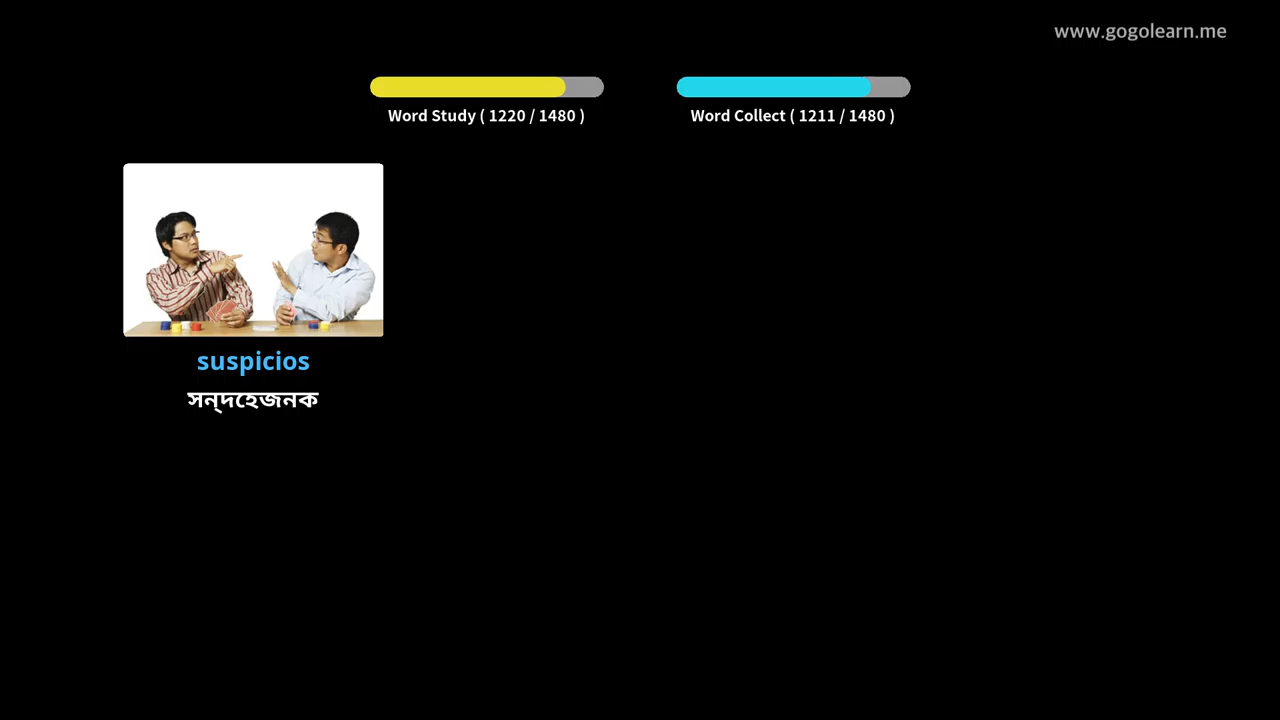 www.gogolearn.me
Word Study ( 1220 / 1480 )
Word Collect ( 1211 / 1480 )
suspicios
সন্দহেজনক